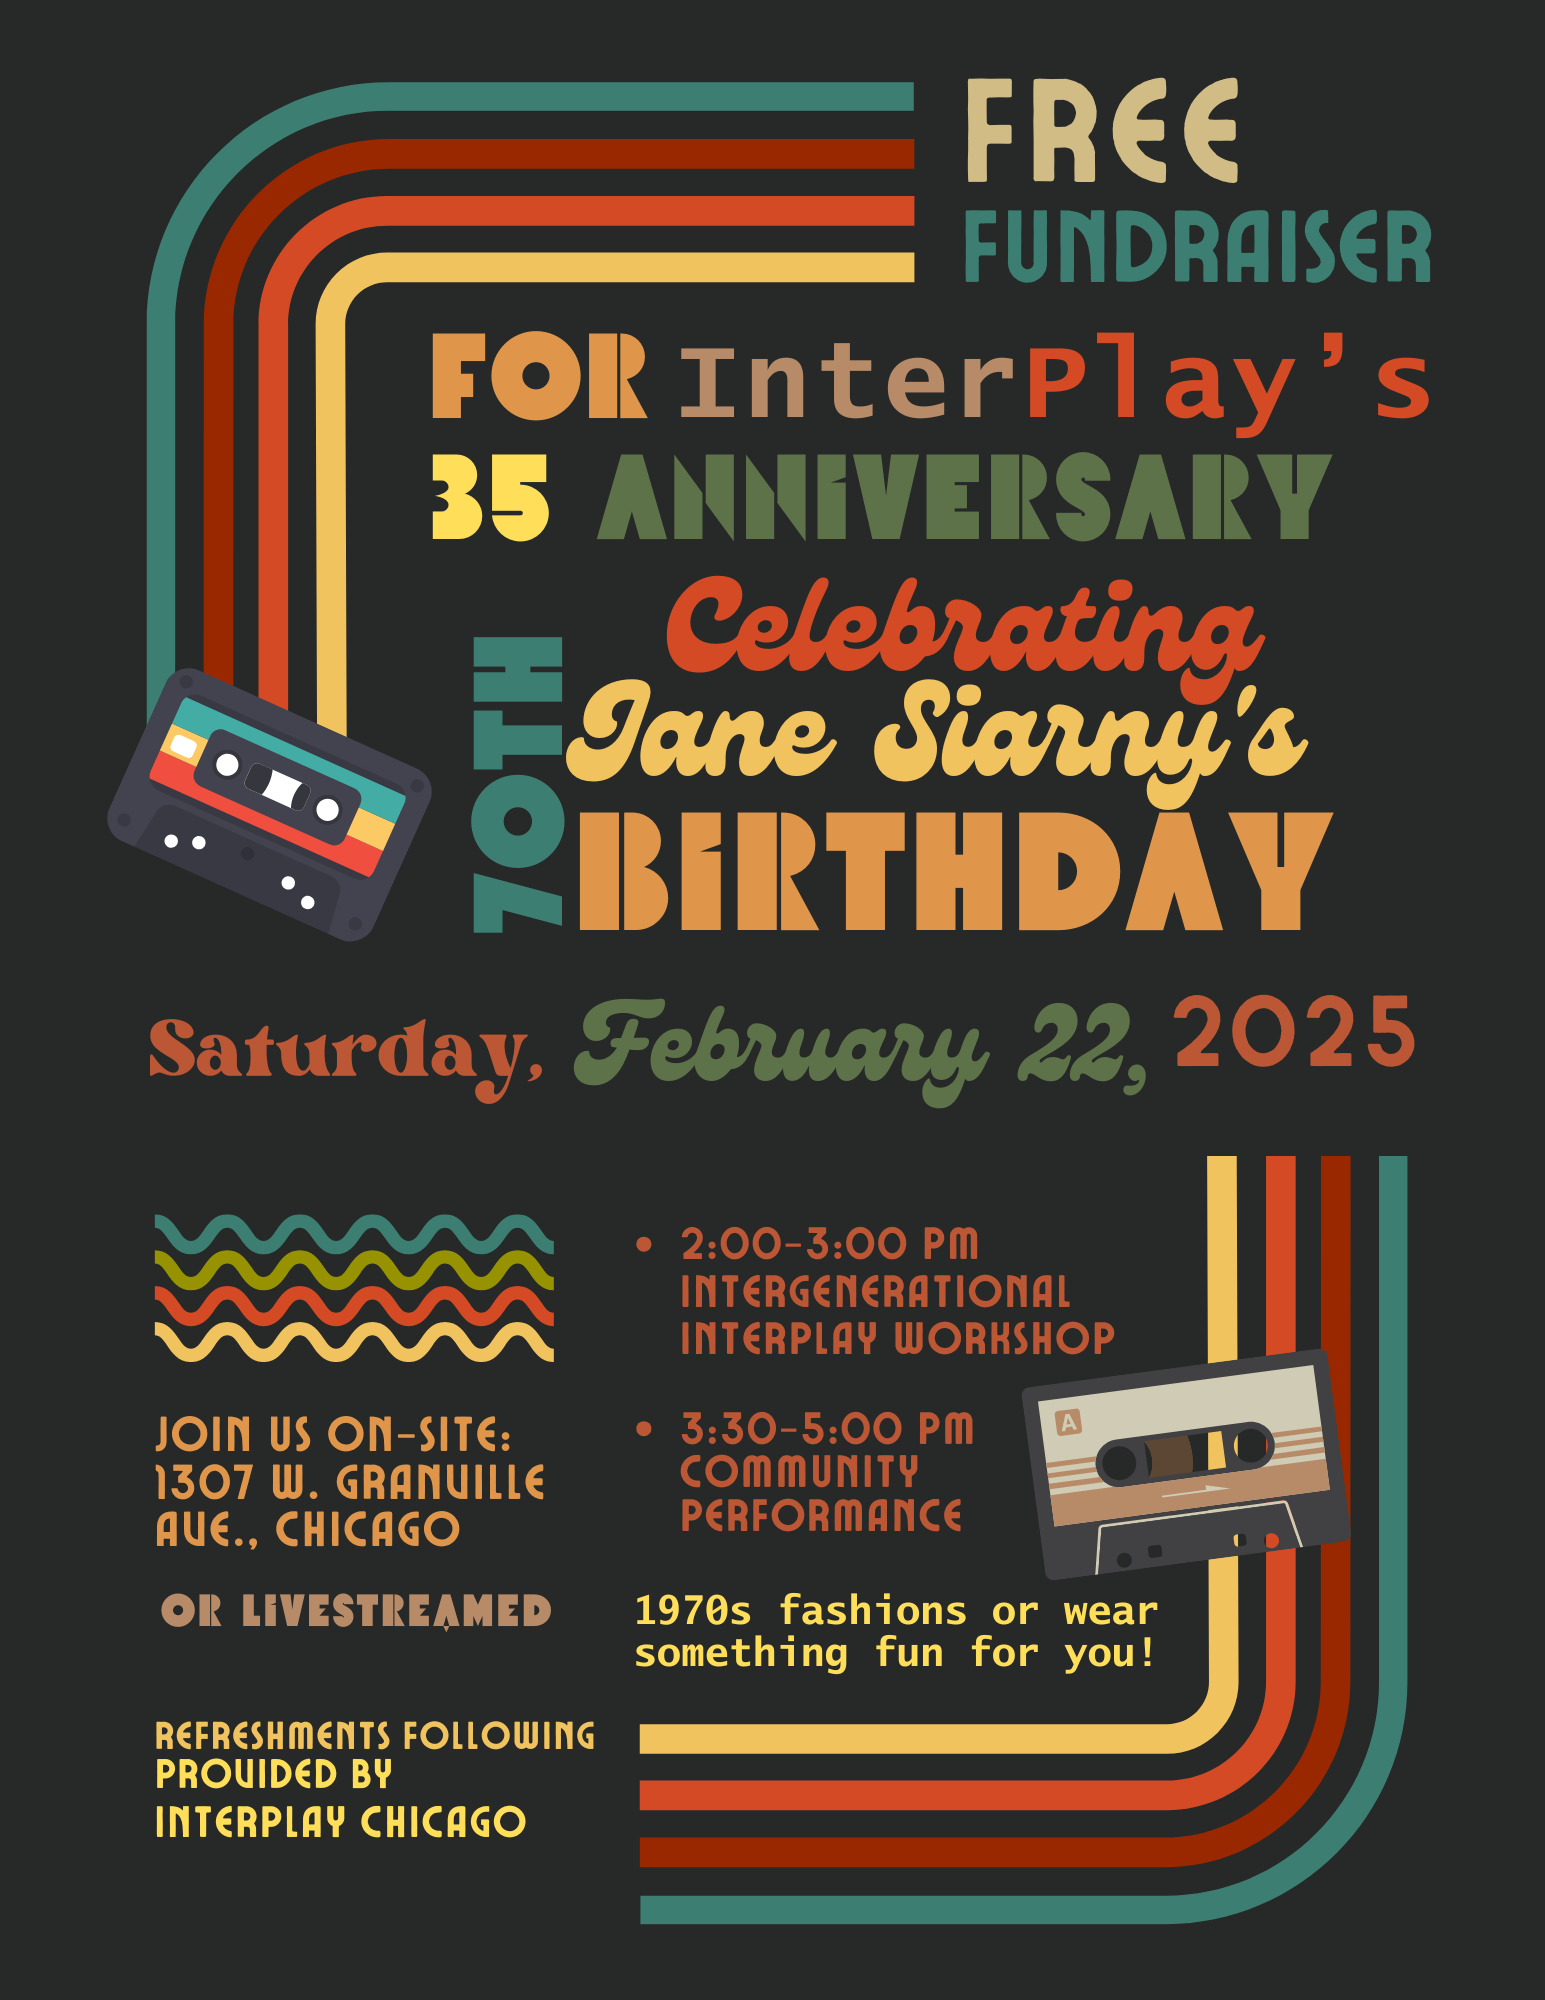 FREE
FUNDRAISER
FOR InterPlay's
35 ANNiVERSARY
Celebrating
Jane Siarny's
70TH
BiRTHDAY
Saturday, February 22, 2025
• 2:00-3:00 PM
INTERGENERATIONAL
INTERPLAY WORKSHOP
• 3:30-5:00 PM
COMMUNITY
PERFORMANCE
A
JOIN US ON-SITE:
1307 W. GRANVILLE
AVE., CHICAGO
OR LiVESTREAMED
1970s fashions or wear
something fun for you!
REFRESHMENTS FOLLOWING
PROVIDED BY
INTERPLAY CHICAGO